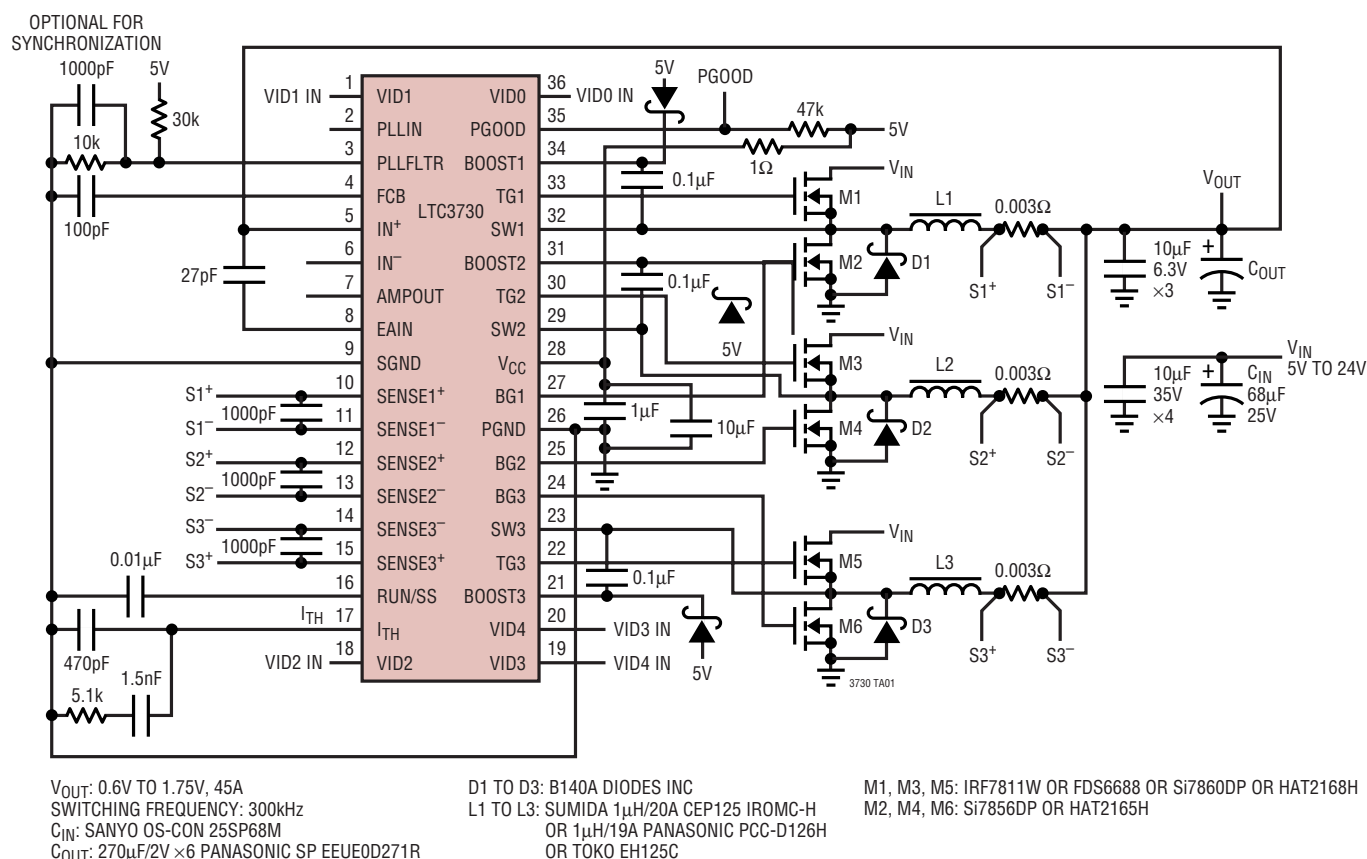 OPTIONAL FOR
SYNCHRONIZATION
1000pF
5V
30k
10k
100pF
27pF
VID1 IN
1
VID1
2
PLLIN
3
PLLFLTR
4
FCB
5
IN+
6
IN−
7
AMPOUT
8
EAIN
9
SGND
S1+
10
SENSE1+
1000pF
S1−
11
SENSE1−
S2+
12
SENSE2+
1000pF
S2−
13
SENSE2−
S3−
14
SENSE3−
1000pF
S3+
15
SENSE3+
0.01µF
16
RUN/SS
ITH
17
ITH
470pF
VID2 IN
18
VID2
5.1k
1.5nF
LTC3730
36
VID0
VID0 IN
35
PGOOD
34
BOOST1
33
TG1
32
SW1
31
BOOST2
30
TG2
29
SW2
28
VCC
27
BG1
26
PGND
25
BG2
24
BG3
23
SW3
22
TG3
21
BOOST3
20
VID4
VID3 IN
19
VID3
VID4 IN
5V
PGOOD
47k
5V
1Ω
0.1µF
0.1µF
5V
1µF
10µF
0.1µF
5V
VIN
M1
M2
D1
L1
0.003Ω
S1+
S1−
VOUT
10µF
6.3V
×3
+
COUT
VIN
M3
M4
D2
L2
0.003Ω
S2+
S2−
VIN
5V TO 24V
10µF
35V
×4
+
CIN
68µF
25V
VIN
M5
M6
D3
L3
0.003Ω
S3+
S3−
3730 TA01
VOUT: 0.6V TO 1.75V, 45A
SWITCHING FREQUENCY: 300kHz
CIN: SANYO OS-CON 25SP68M
COUT: 270µF/2V ×6 PANASONIC SP EEUE0D271R
D1 TO D3: B140A DIODES INC
L1 TO L3: SUMIDA 1µH/20A CEP125 IROMC-H
OR 1µH/19A PANASONIC PCC-D126H
OR TOKO EH125C
M1, M3, M5: IRF7811W OR FDS6688 OR Si7860DP OR HAT2168H
M2, M4, M6: Si7856DP OR HAT2165H